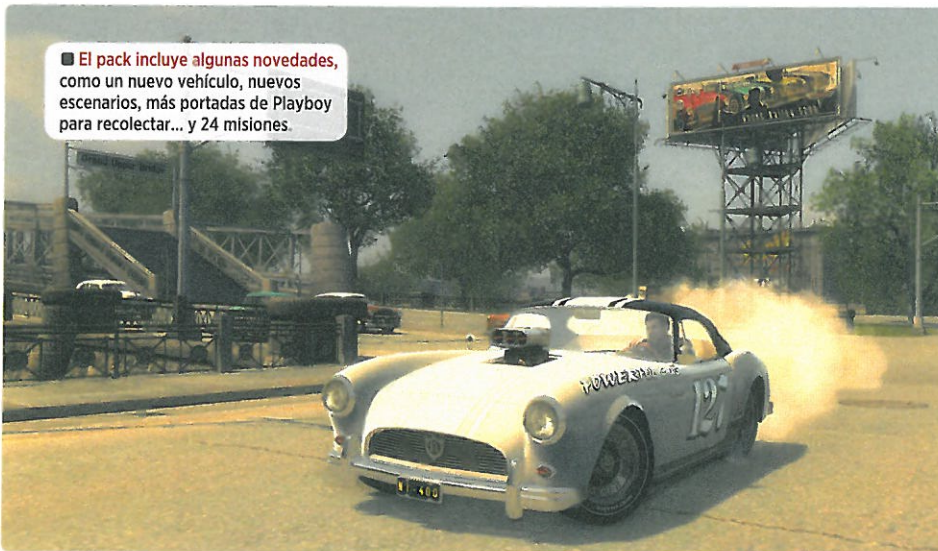 ■ El pack incluye algunas novedades,
como un nuevo vehículo, nuevos
escenarios, más portadas de Playboy
para recolectar... y 24 misiones.
127